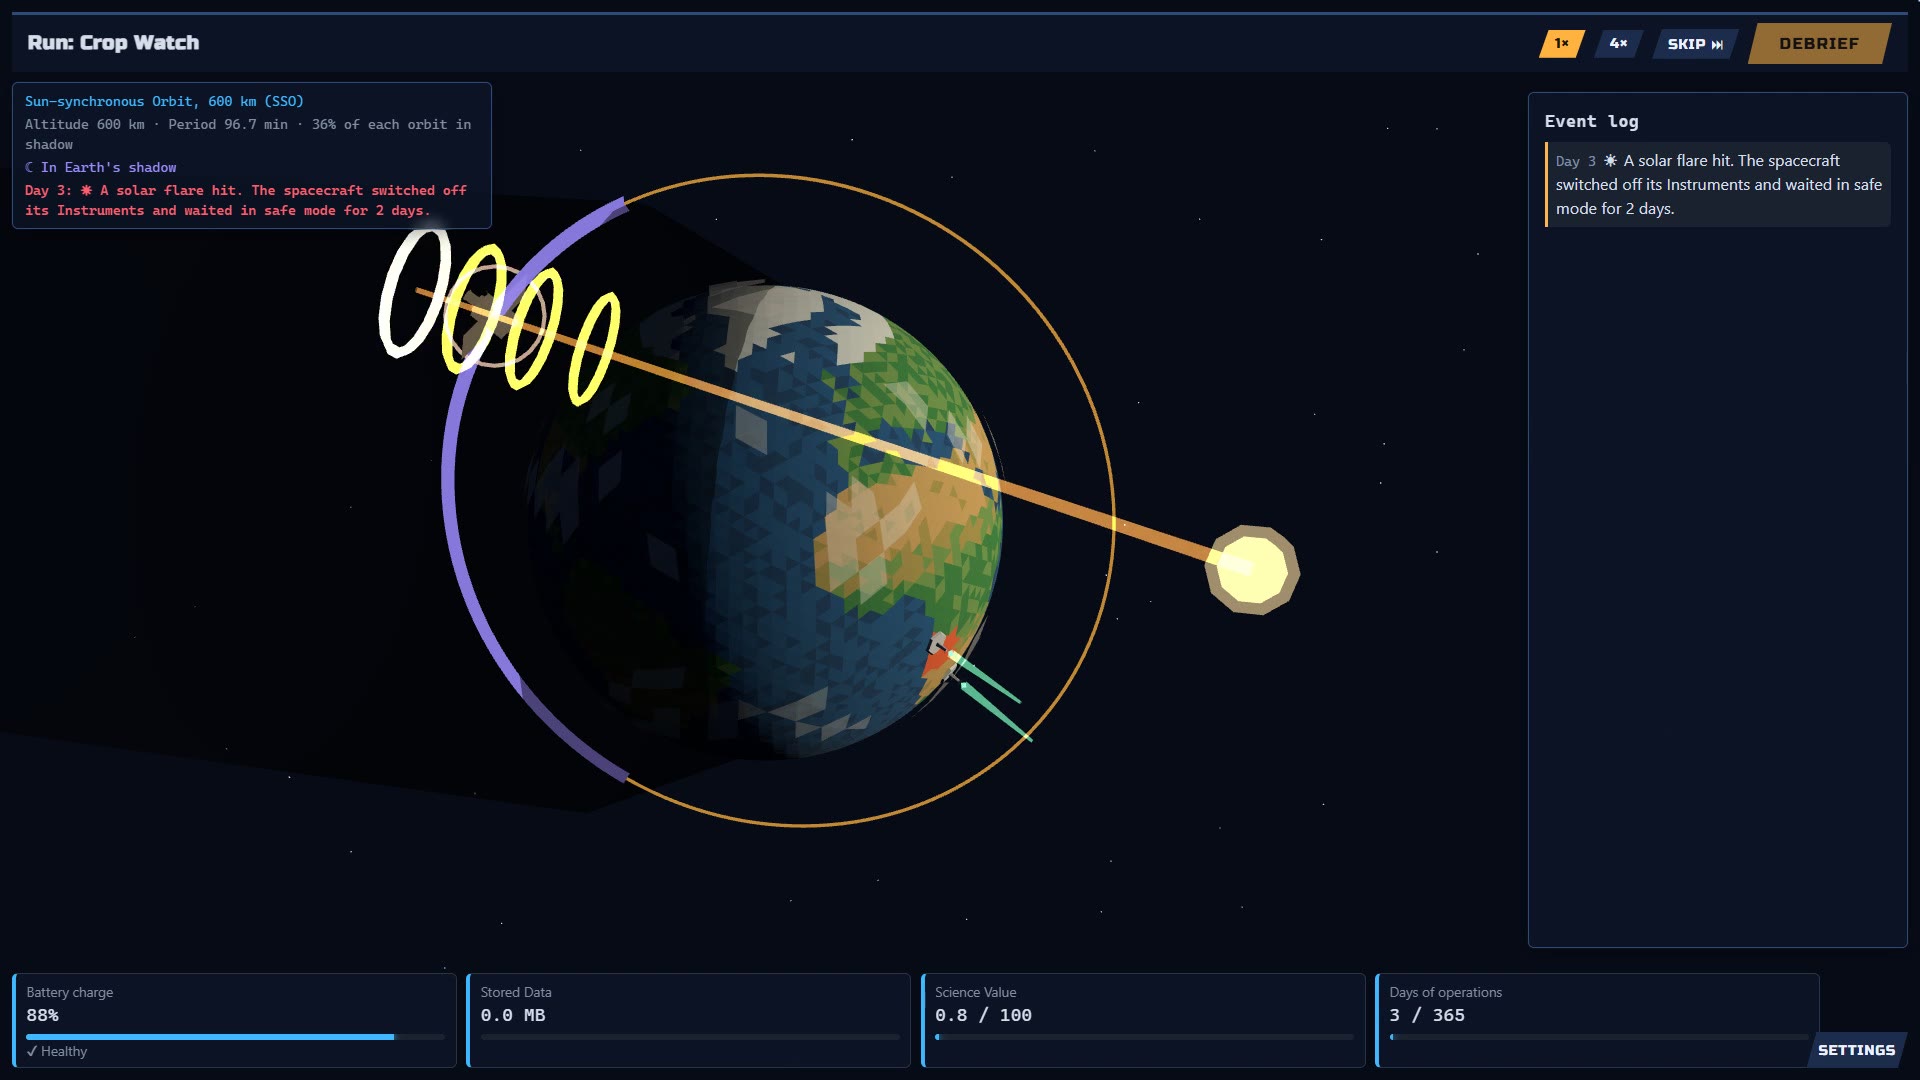 Run: Crop Watch
1×
4×
SKIP ⏭
DEBRIEF
Sun-synchronous Orbit, 600 km (SSO)
Altitude 600 km · Period 96.7 min · 36% of each orbit in
shadow
☾ In Earth's shadow
Day 3: ☀ A solar flare hit. The spacecraft switched off
its Instruments and waited in safe mode for 2 days.
Event log
Day 3 ☀ A solar flare hit. The spacecraft
switched off its Instruments and waited in safe
mode for 2 days.
Battery charge
88%
✓ Healthy
Stored Data
0.0 MB
Science Value
0.8 / 100
Days of operations
3 / 365
SETTINGS